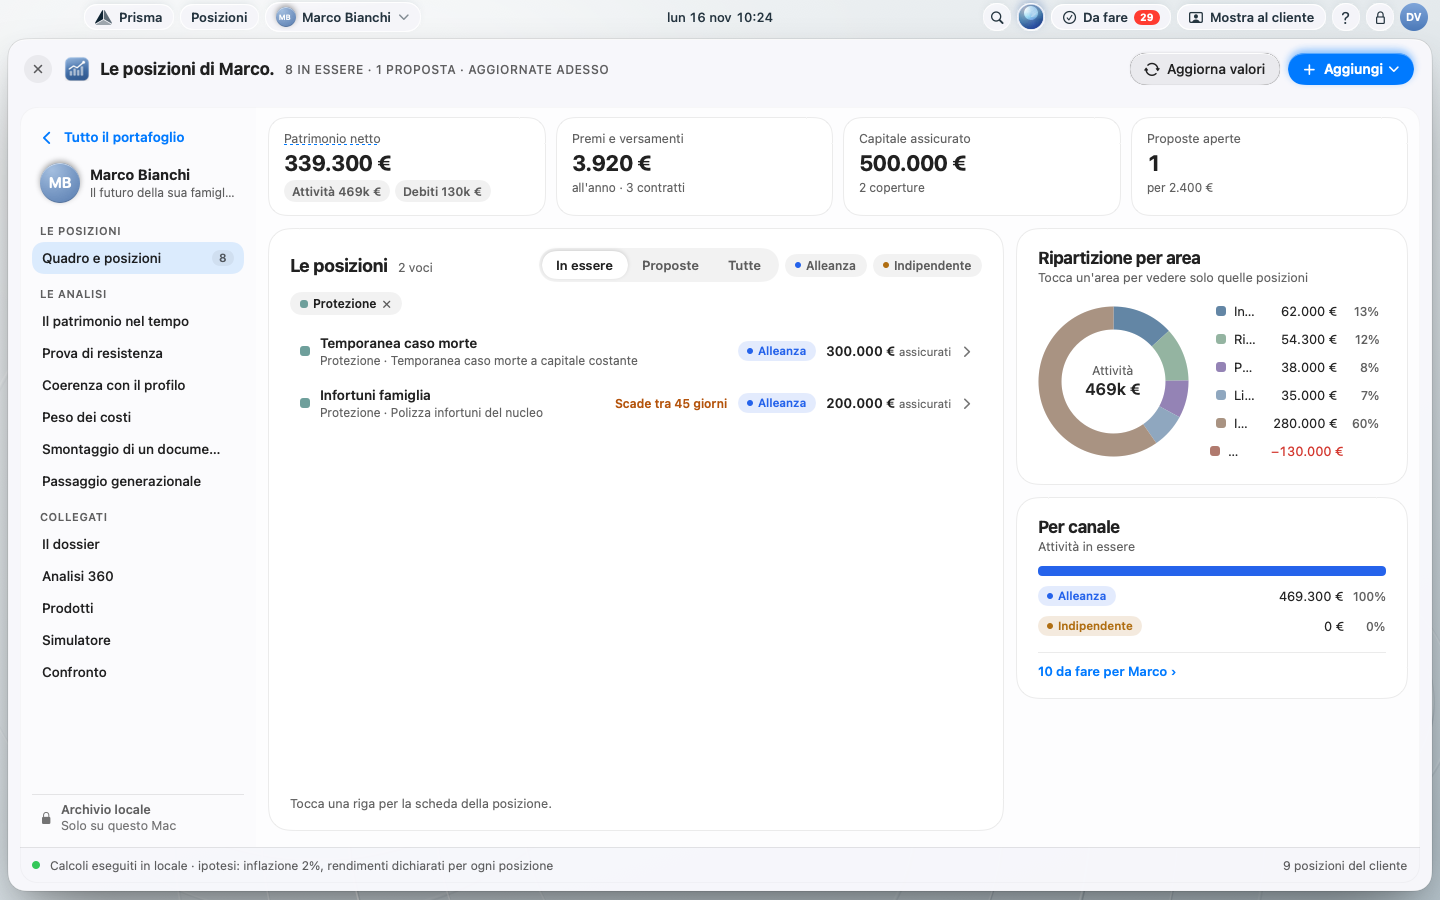 Prisma
Posizioni
MB Marco Bianchi
lun 16 nov 10:24
Da fare 29
Mostra al cliente
?
DV
Le posizioni di Marco.
8 IN ESSERE · 1 PROPOSTA · AGGIORNATE ADESSO
Aggiorna valori
Aggiungi
Tutto il portafoglio
MB
Marco Bianchi
Il futuro della sua famigl...
LE POSIZIONI
Quadro e posizioni 8
LE ANALISI
Il patrimonio nel tempo
Prova di resistenza
Coerenza con il profilo
Peso dei costi
Smontaggio di un docume...
Passaggio generazionale
COLLEGATI
Il dossier
Analisi 360
Prodotti
Simulatore
Confronto
Archivio locale
Solo su questo Mac
Patrimonio netto
339.300 €
Attività 469k € Debiti 130k €
Premi e versamenti
3.920 €
all'anno · 3 contratti
Capitale assicurato
500.000 €
2 coperture
Proposte aperte
1
per 2.400 €
Le posizioni 2 voci
In essere Proposte Tutte
Alleanza Indipendente
Protezione ×
Temporanea caso morte
Protezione · Temporanea caso morte a capitale costante
Alleanza 300.000 € assicurati
Infortuni famiglia
Protezione · Polizza infortuni del nucleo
Scade tra 45 giorni Alleanza 200.000 € assicurati
Tocca una riga per la scheda della posizione.
Ripartizione per area
Tocca un'area per vedere solo quelle posizioni
Attività
469k €
In... 62.000 € 13%
Ri... 54.300 € 12%
P... 38.000 € 8%
Li... 35.000 € 7%
I... 280.000 € 60%
... −130.000 €
Per canale
Attività in essere
Alleanza 469.300 € 100%
Indipendente 0 € 0%
10 da fare per Marco ›
Calcoli eseguiti in locale · ipotesi: inflazione 2%, rendimenti dichiarati per ogni posizione
9 posizioni del cliente